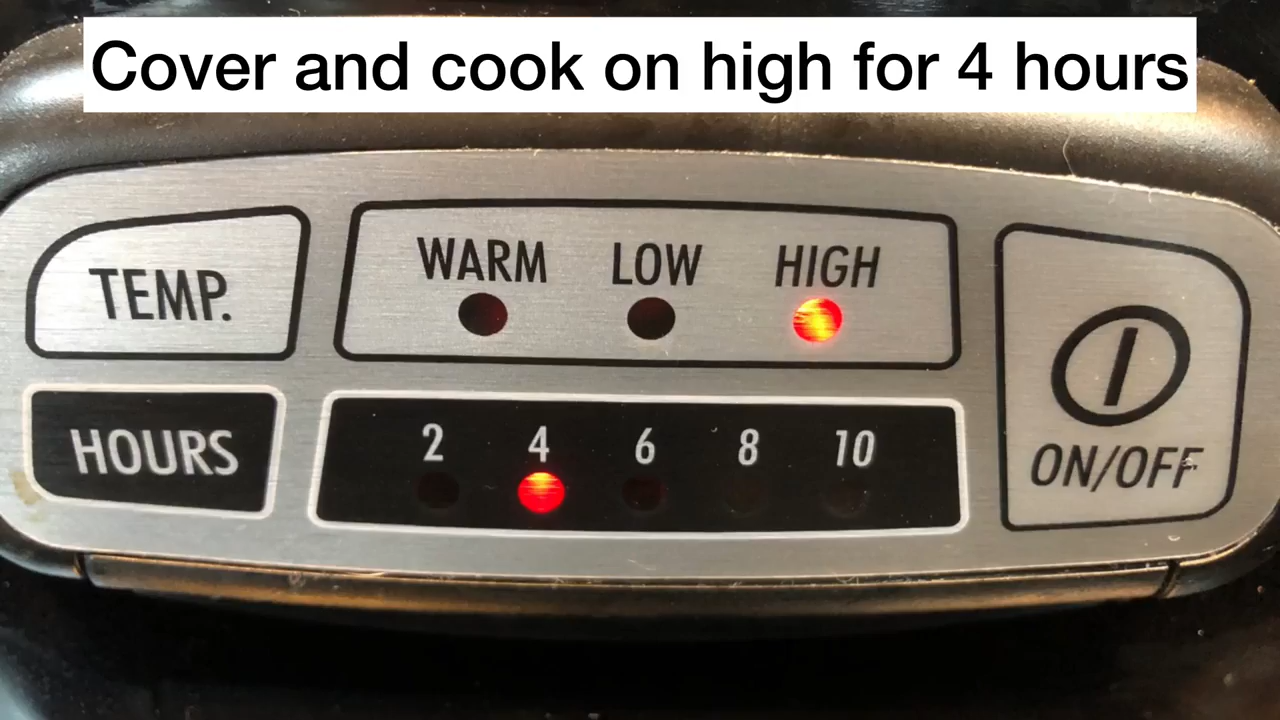 Cover and cook on high for 4 hours
TEMP.
WARM LOW HIGH
HOURS
2 4 6 8 10
ON/OFF